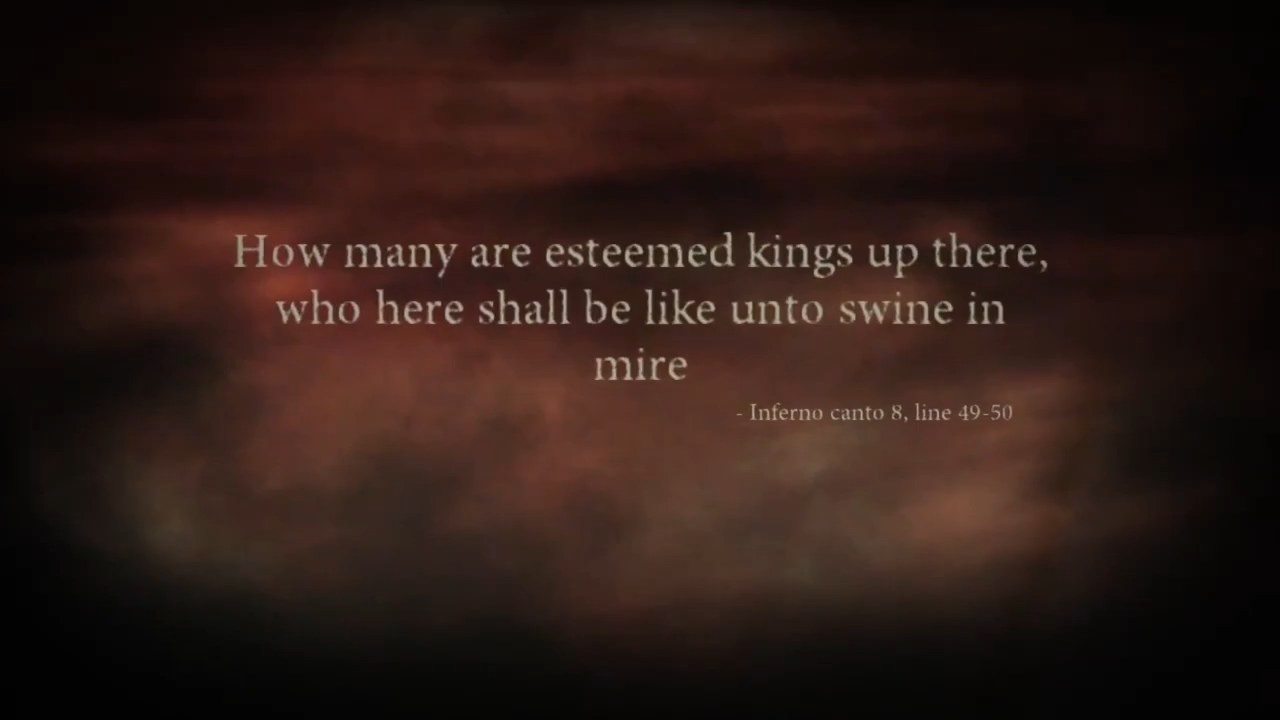 How many are esteemed kings up there,
who here shall be like unto swine in
mire
- Inferno canto 8, line 49-50